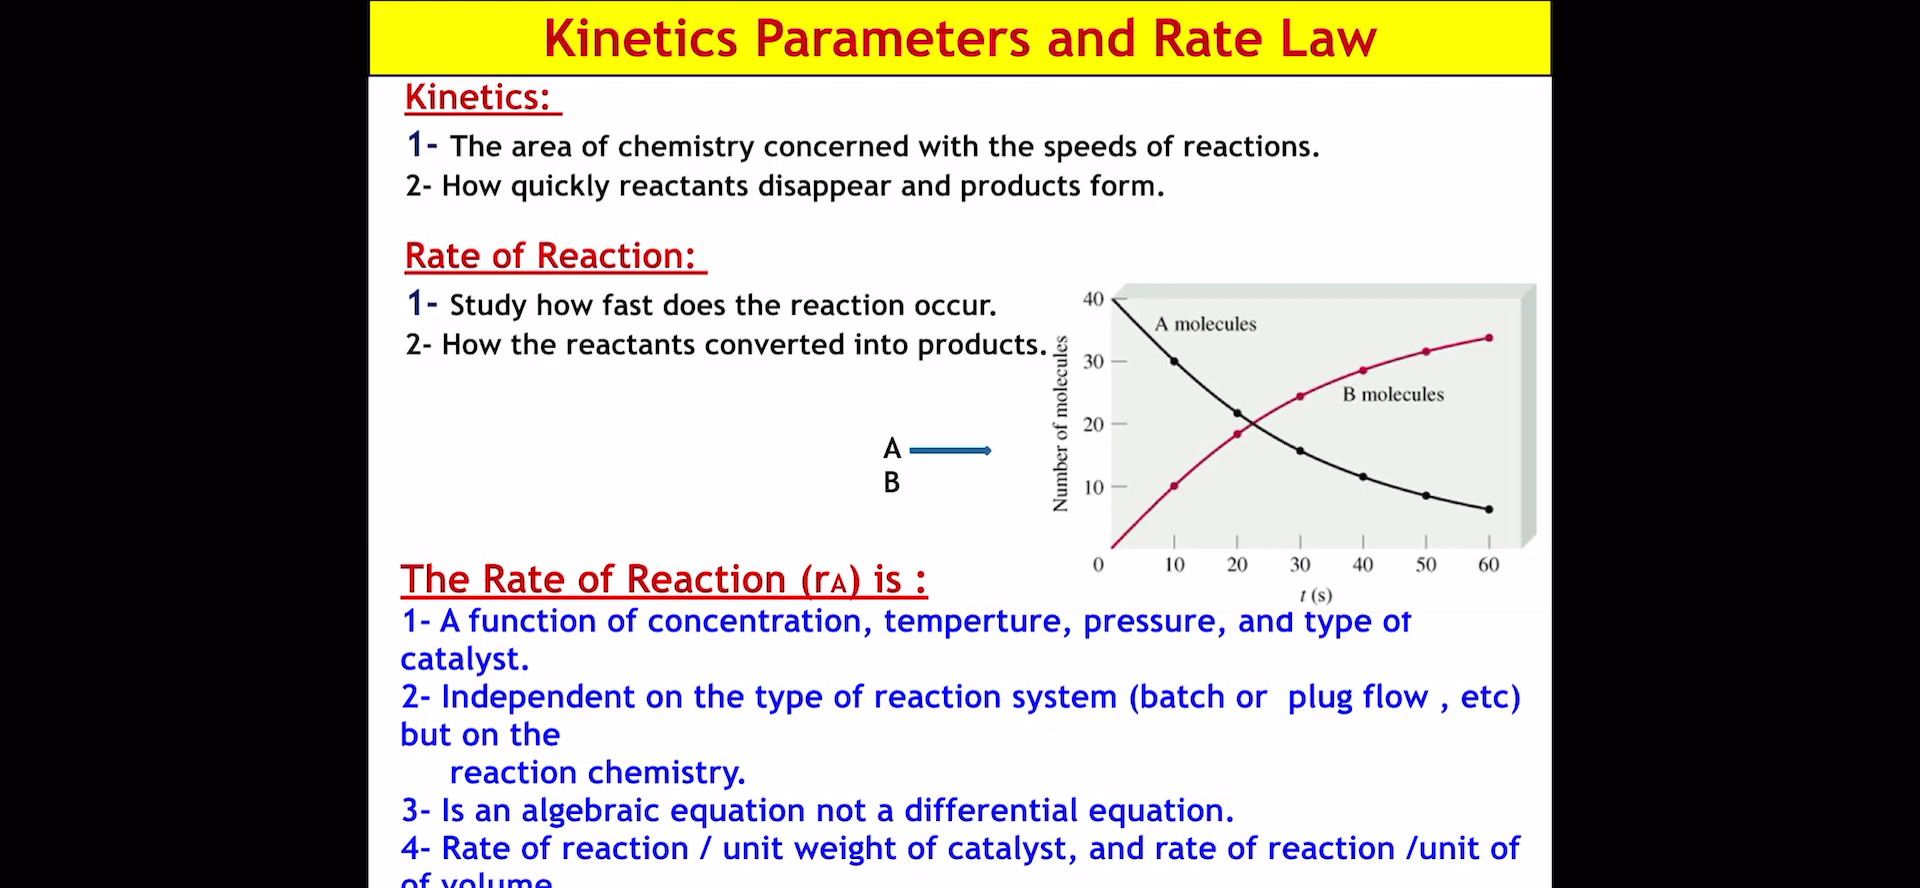 Kinetics Parameters and Rate Law
Kinetics:
1- The area of chemistry concerned with the speeds of reactions.
2- How quickly reactants disappear and products form.
Rate of Reaction:
1- Study how fast does the reaction occur.
2- How the reactants converted into products.
A
B
Number of molecules
40
30
20
10
0
A molecules
B molecules
10 20 30 40 50 60
t (s)
The Rate of Reaction (rA) is :
1- A function of concentration, temperture, pressure, and type of
catalyst.
2- Independent on the type of reaction system (batch or plug flow , etc)
but on the
reaction chemistry.
3- Is an algebraic equation not a differential equation.
4- Rate of reaction / unit weight of catalyst, and rate of reaction /unit of
of volume